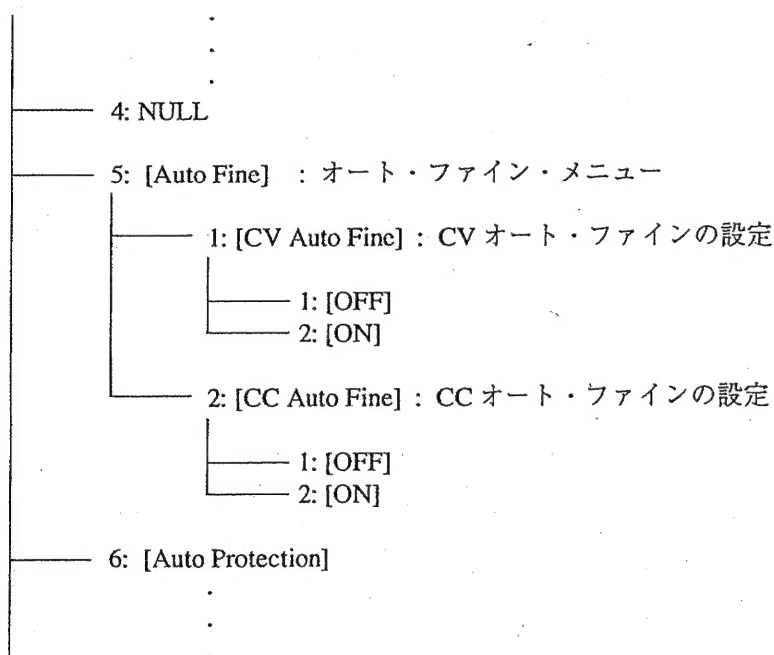 4: NULL
5: [Auto Fine] : オート・ファイン・メニュー
1: [CV Auto Fine] : CV オート・ファインの設定
1: [OFF]
2: [ON]
2: [CC Auto Fine] : CC オート・ファインの設定
1: [OFF]
2: [ON]
6: [Auto Protection]